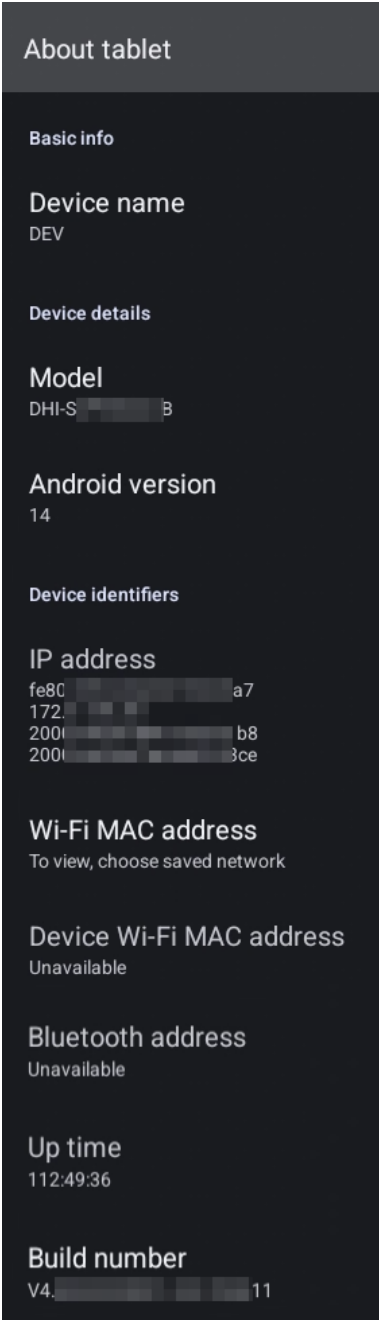 About tablet
Basic info
Device name
DEV
Device details
Model
DHI-S B
Android version
14
Device identifiers
IP address
fe80 a7
172.
200 b8
200 3ce
Wi-Fi MAC address
To view, choose saved network
Device Wi-Fi MAC address
Unavailable
Bluetooth address
Unavailable
Up time
112:49:36
Build number
V4. 11